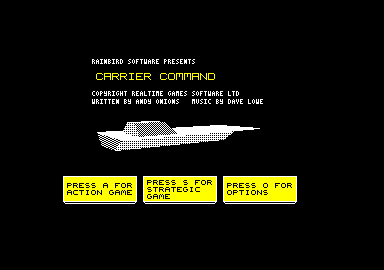 RAINBIRD SOFTWARE PRESENTS
CARRIER COMMAND
COPYRIGHT REALTIME GAMES SOFTWARE LTD
WRITTEN BY ANDY ONIONS MUSIC BY DAVE LOWE
PRESS A FOR
ACTION GAME
PRESS S FOR
STRATEGIC
GAME
PRESS O FOR
OPTIONS